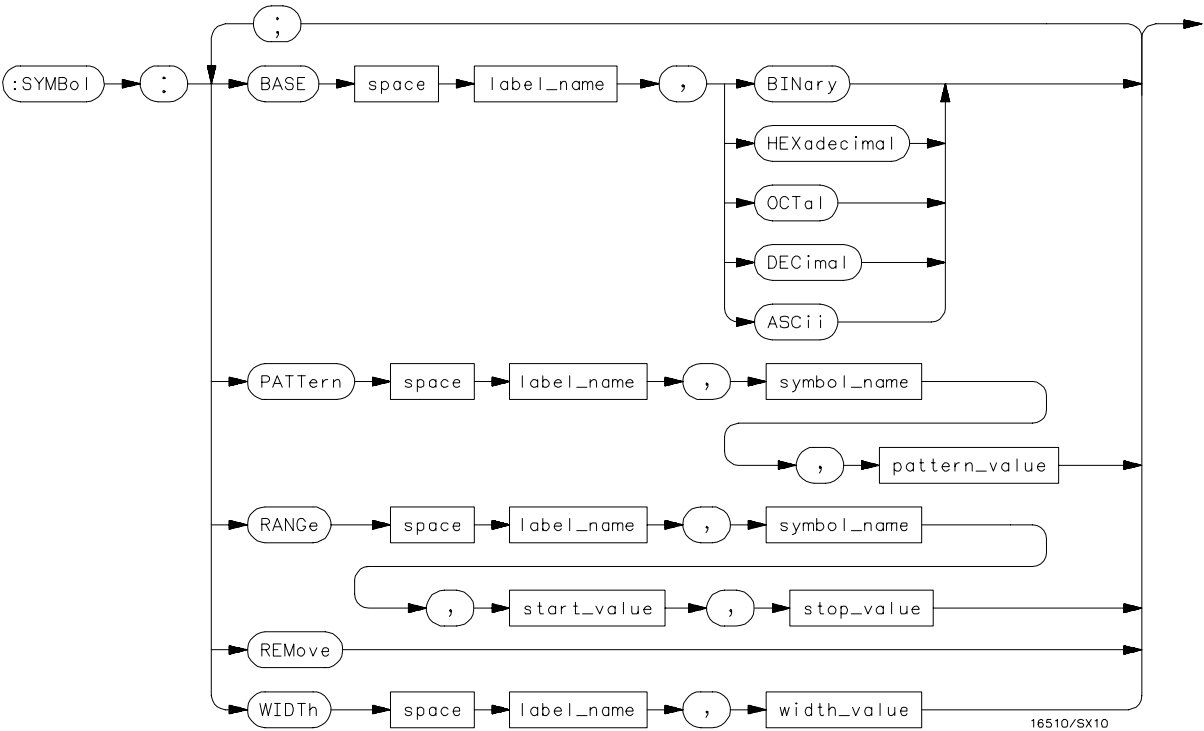 ;
:SYMBol : BASE space label_name , BINary
HEXadecimal
OCTal
DECimal
ASCii
PATTern space label_name , symbol_name
, pattern_value
RANGe space label_name , symbol_name
, start_value , stop_value
REMove
WIDTh space label_name , width_value
16510/SX10